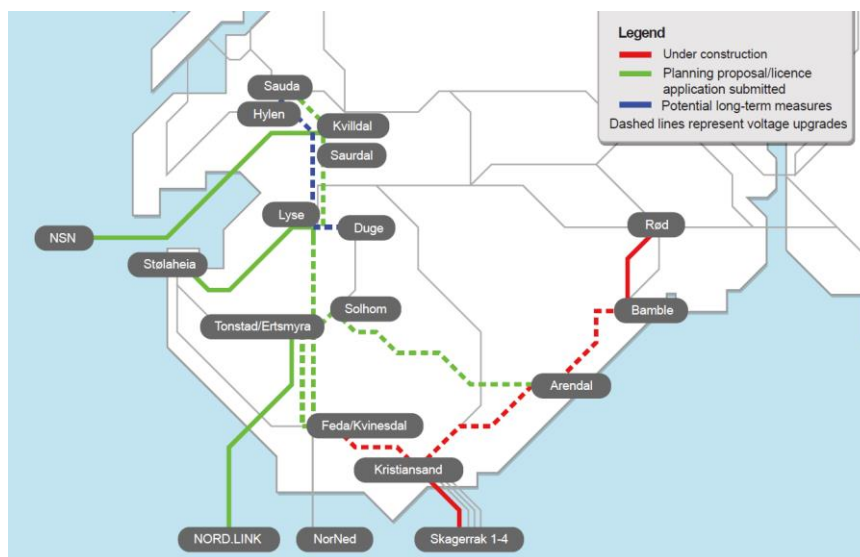 Legend
Under construction
Planning proposal/licence
application submitted
Potential long-term measures
Dashed lines represent voltage upgrades
Sauda
Hylen
Kvilldal
Saurdal
Lyse
Duge
Rød
NSN
Stølaheia
Solhom
Bamble
Tonstad/Ertsmyra
Arendal
Feda/Kvinesdal
Kristiansand
NORD.LINK
NorNed
Skagerrak 1-4